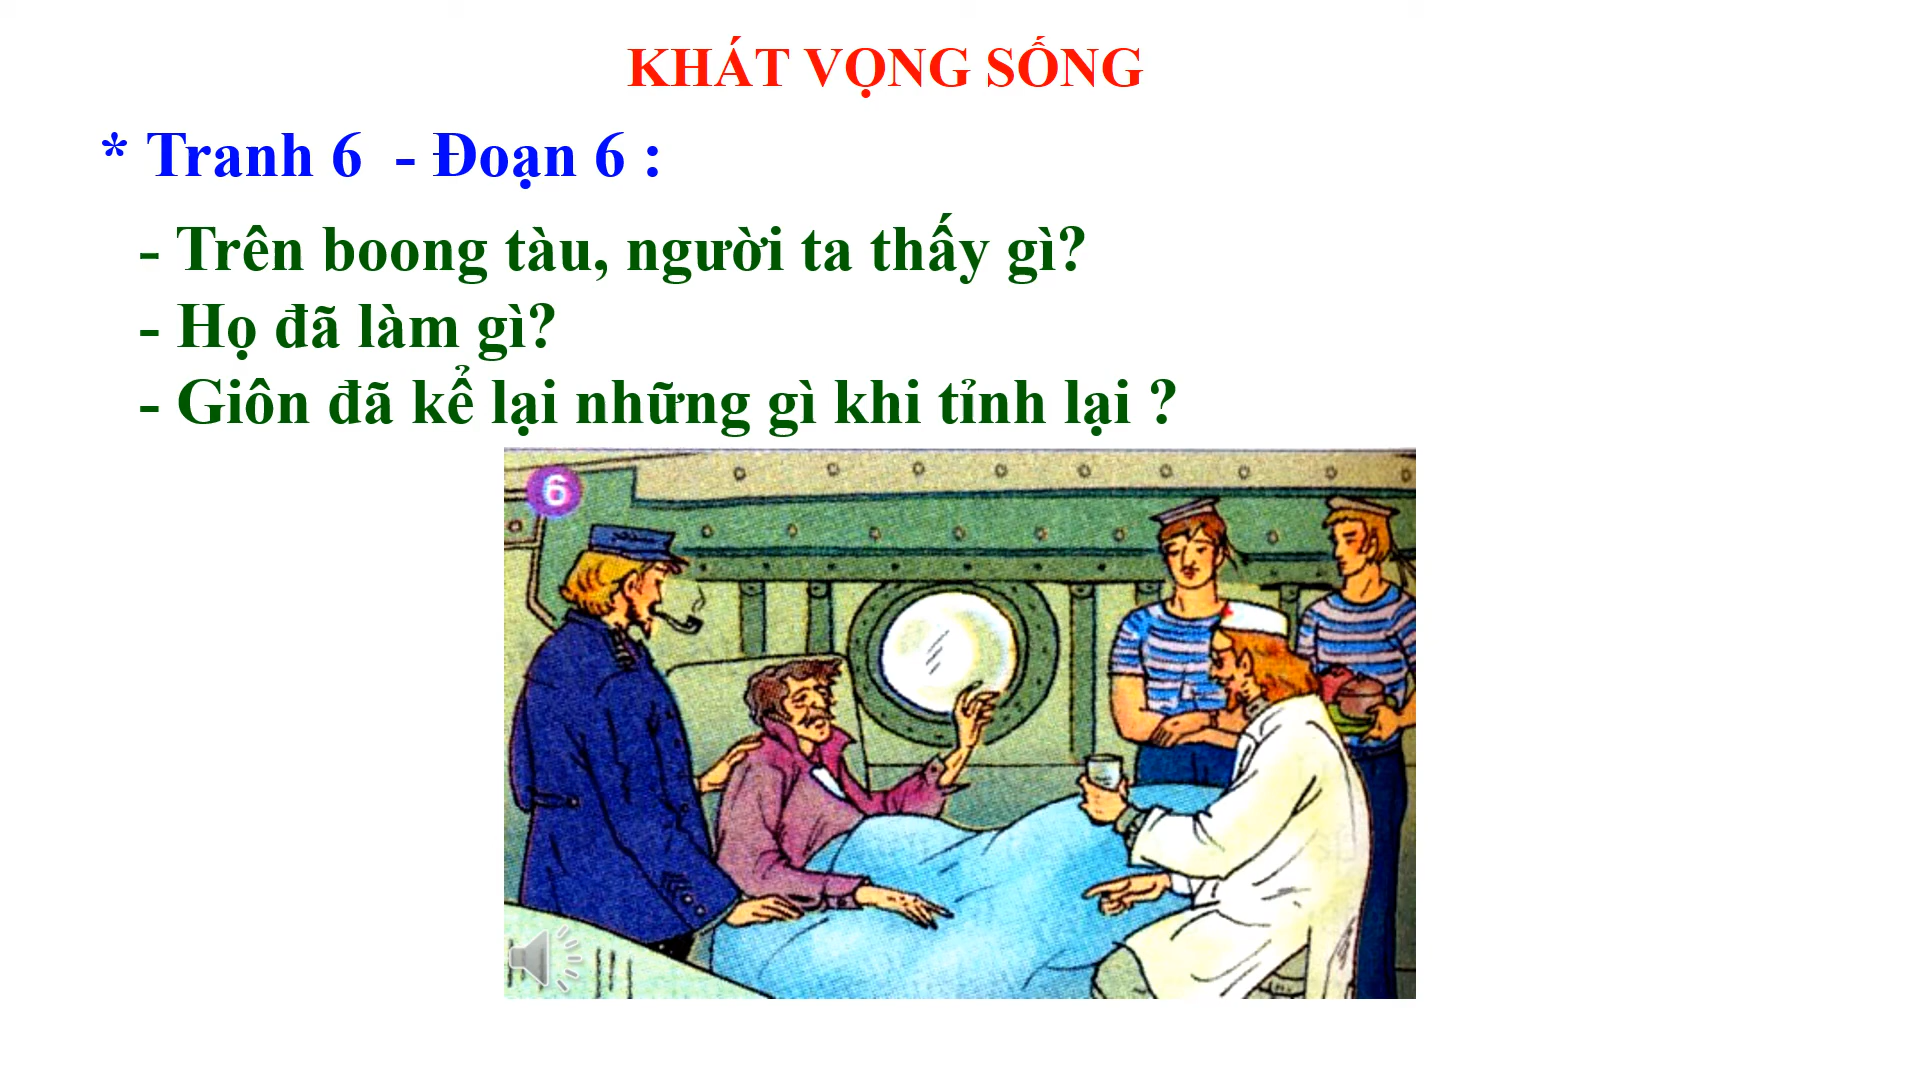 KHÁT VỌNG SỐNG
* Tranh 6 - Đoạn 6 :
- Trên boong tàu, người ta thấy gì?
- Họ đã làm gì?
- Giôn đã kể lại những gì khi tỉnh lại ?
6